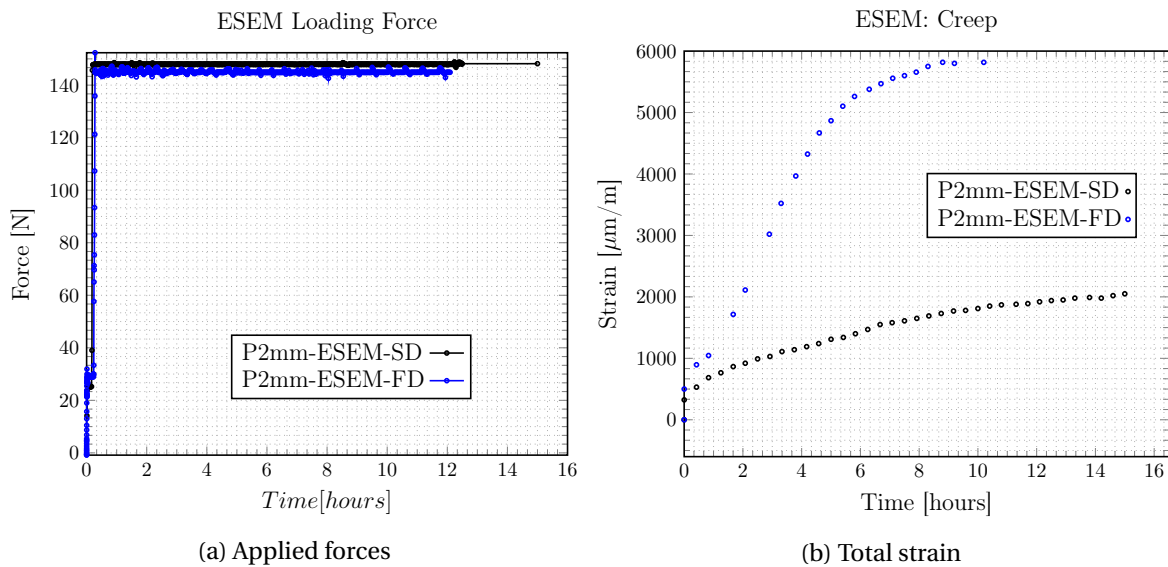 ESEM Loading Force
140
120
100
80
60
40
20
0
Force [N]
P2mm-ESEM-SD
P2mm-ESEM-FD
0 2 4 6 8 10 12 14 16
Time[hours]
(a) Applied forces
ESEM: Creep
6000
5000
4000
3000
2000
1000
0
Strain [μm/m]
P2mm-ESEM-SD
P2mm-ESEM-FD
0 2 4 6 8 10 12 14 16
Time [hours]
(b) Total strain